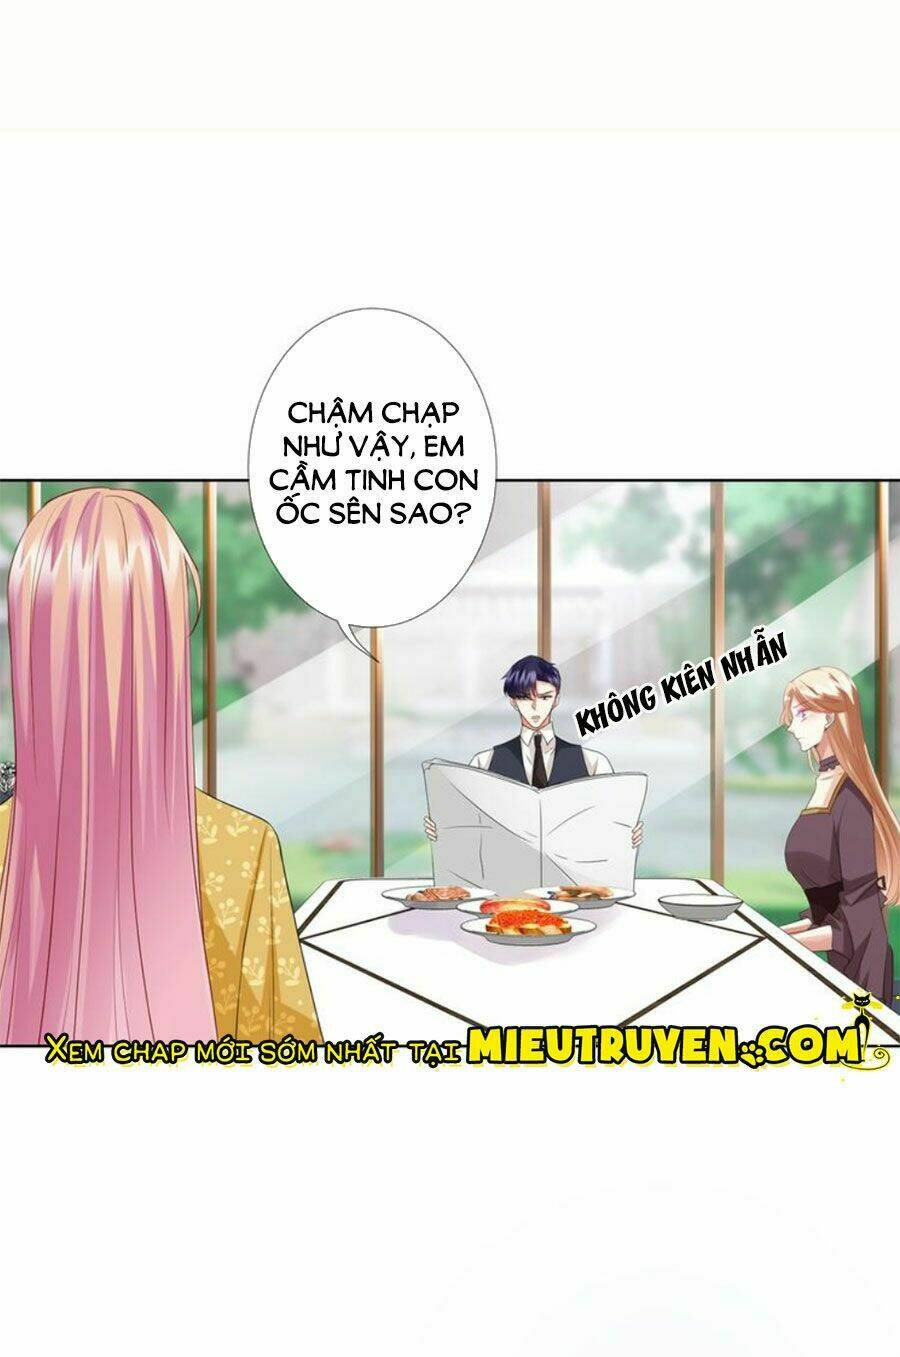 CHẬM CHẠP
NHƯ VẬY, EM
CẦM TINH CON
ỐC SÊN SAO?
KHÔNG KIÊN NHẪN
XEM CHAP MỚI SỚM NHẤT TẠI MIEUTRUYEN.COM